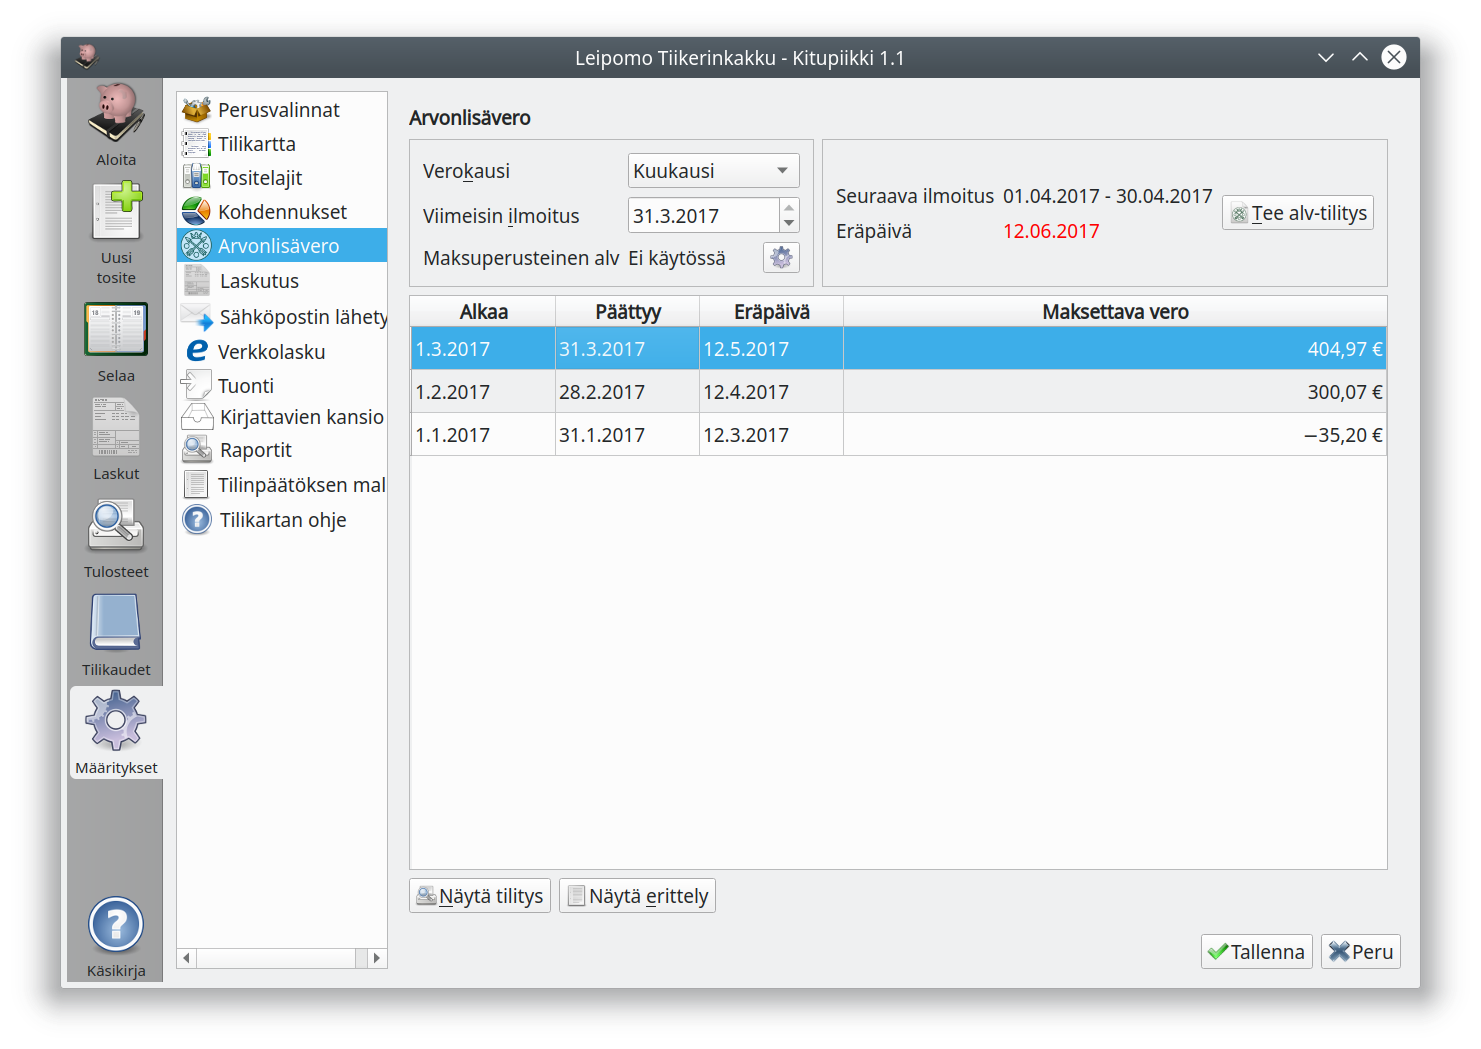 Leipomo Tiikerinkakku - Kitupiikki 1.1
Aloita
Uusi
tosite
Selaa
Laskut
Tulosteet
Tilikaudet
Määritykset
Käsikirja
Perusvalinnat
Tilikartta
Tositelajit
Kohdennukset
Arvonlisävero
Laskutus
Sähköpostin lähety
Verkkolasku
Tuonti
Kirjattavien kansio
Raportit
Tilinpäätöksen mal
Tilikartan ohje
Arvonlisävero
Verokausi Kuukausi
Viimeisin ilmoitus 31.3.2017
Maksuperusteinen alv Ei käytössä
Seuraava ilmoitus 01.04.2017 - 30.04.2017
Eräpäivä 12.06.2017
Tee alv-tilitys
Alkaa Päättyy Eräpäivä Maksettava vero
1.3.2017 31.3.2017 12.5.2017 404,97 €
1.2.2017 28.2.2017 12.4.2017 300,07 €
1.1.2017 31.1.2017 12.3.2017 −35,20 €
Näytä tilitys Näytä erittely
Tallenna Peru